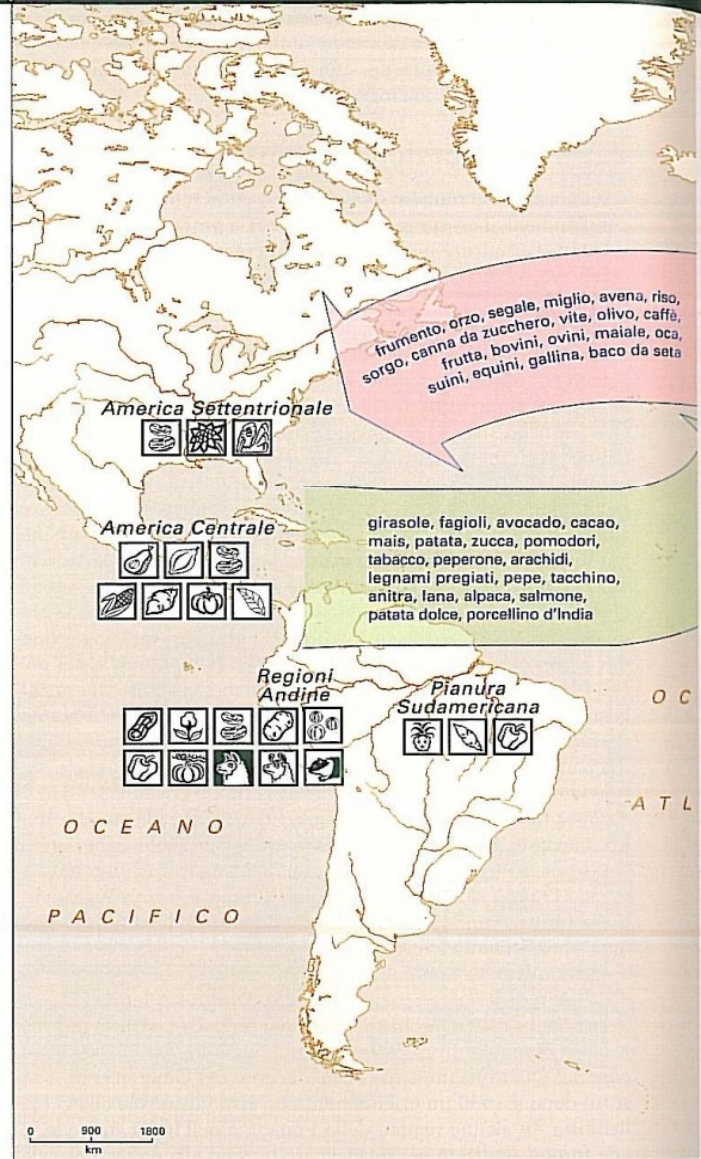 frumento, orzo, segale, miglio, avena, riso,
sorgo, canna da zucchero, vite, olivo, caffè,
frutta, bovini, ovini, maiale, oca,
suini, equini, gallina, baco da seta
America Settentrionale
America Centrale
girasole, fagioli, avocado, cacao,
mais, patata, zucca, pomodori,
tabacco, peperone, arachidi,
legnami pregiati, pepe, tacchino,
anitra, lana, alpaca, salmone,
patata dolce, porcellino d'India
Regioni
Andine
Pianura
Sudamericana
OC
ATL
OCEANO
PACIFICO
0 900 1800
km